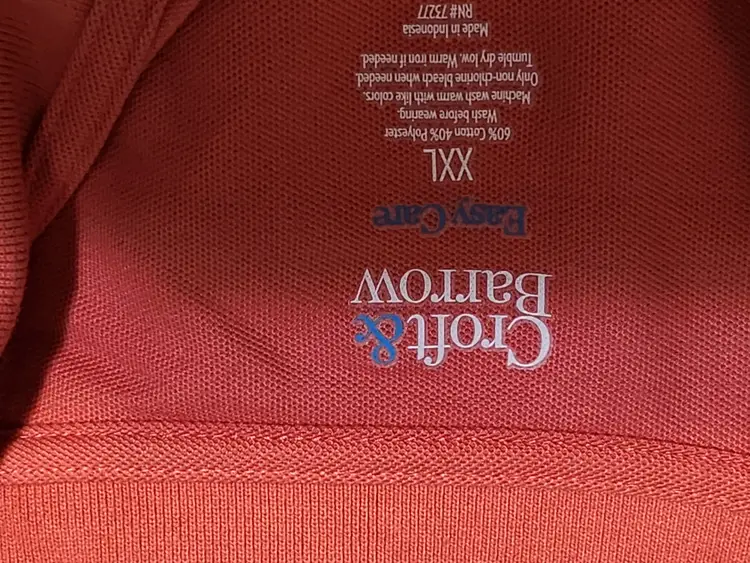 Croft&
Barrow
Easy Care
XXL
60% Cotton 40% Polyester
Wash before wearing.
Machine wash warm with like colors.
Only non-chlorine bleach when needed.
Tumble dry low. Warm iron if needed.
Made in Indonesia
RN# 73277